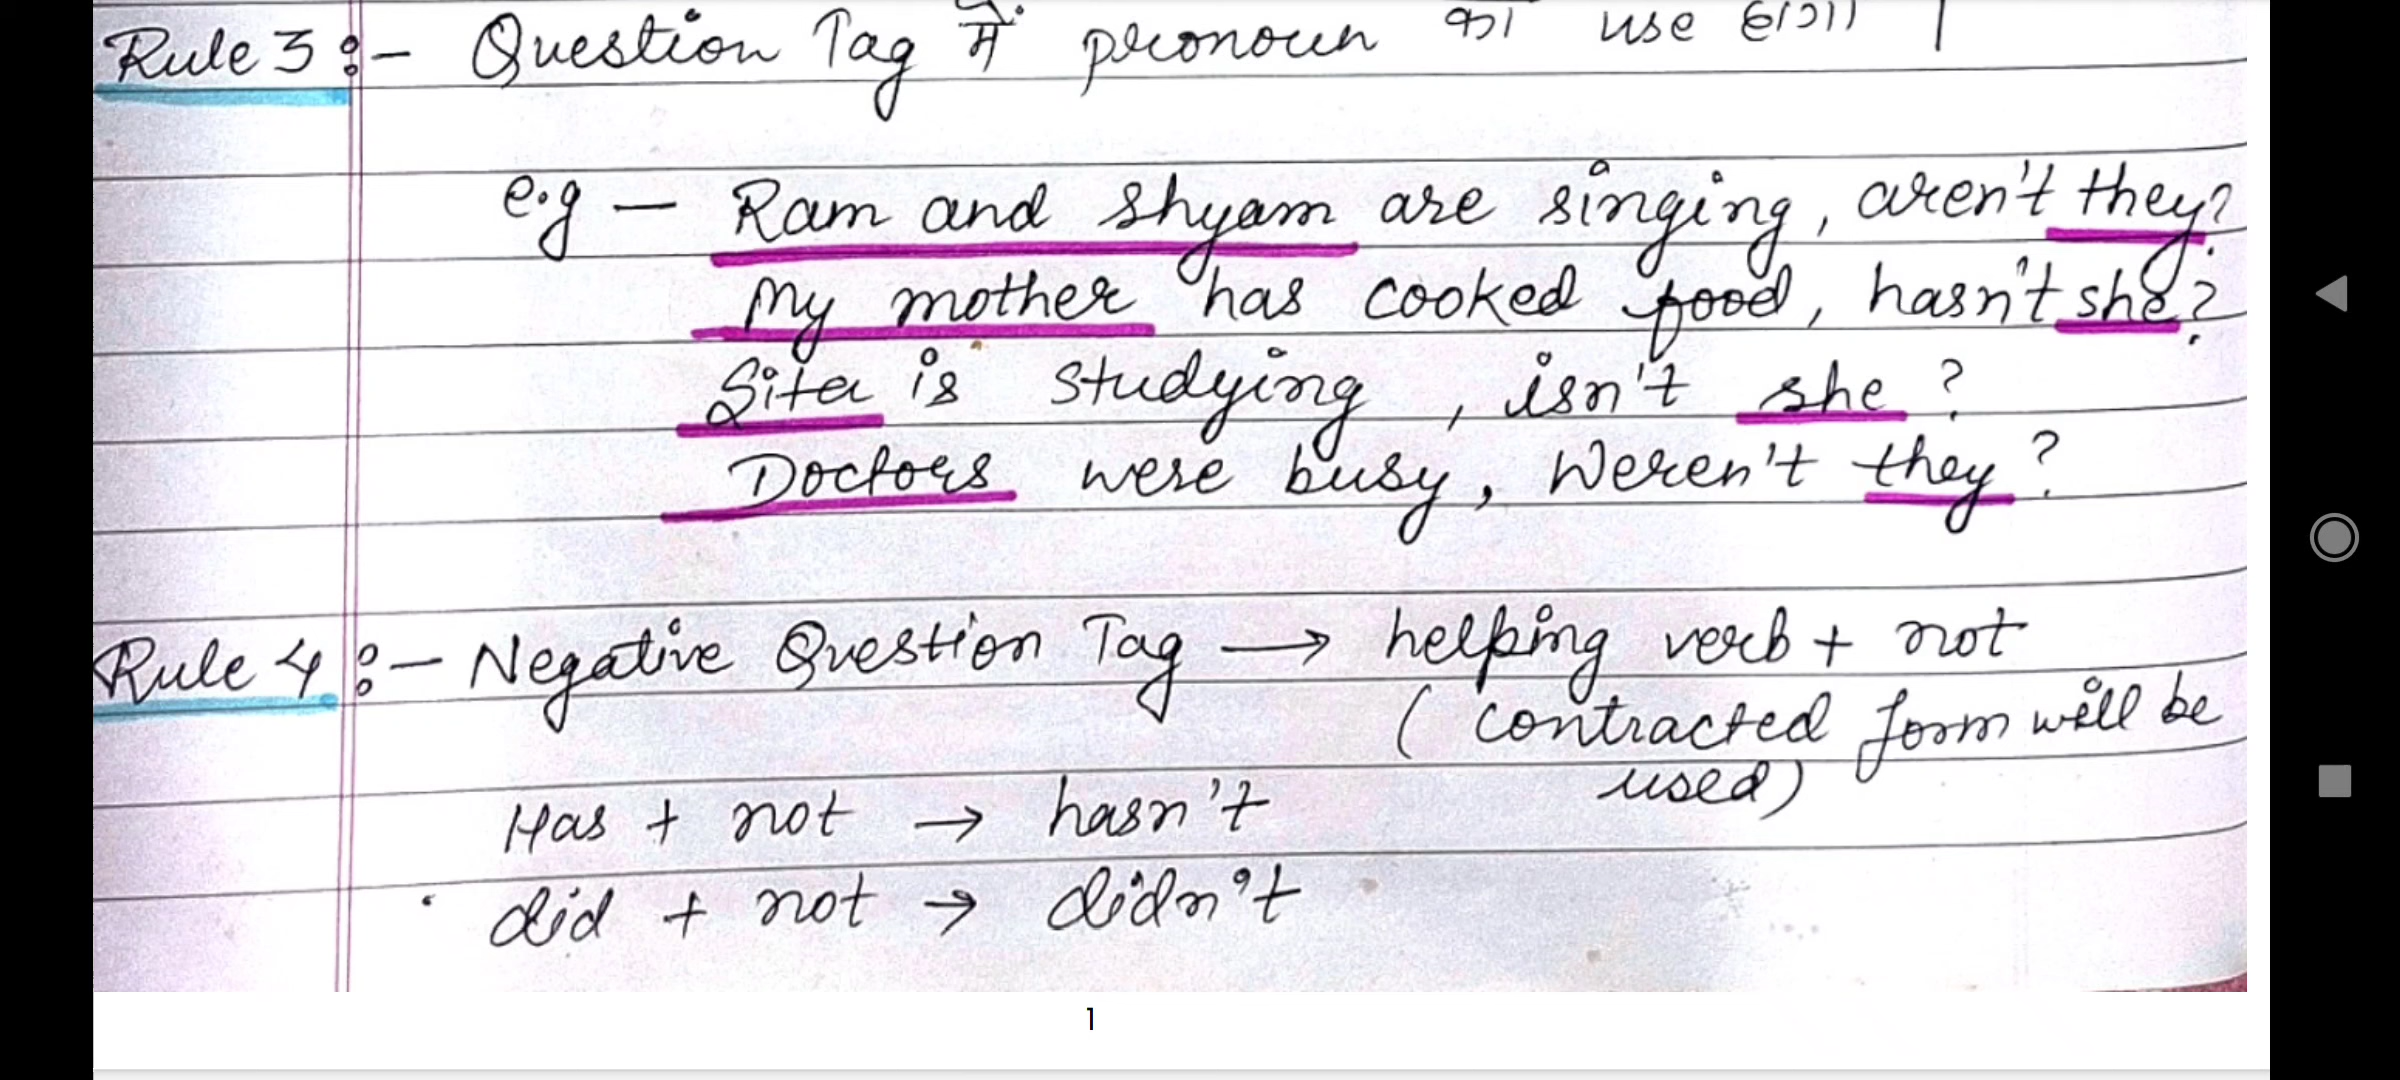 Rule 3 :- Question Tag में pronoun का use होगा |
e.g — Ram and Shyam are singing, aren't they?
My mother has cooked food, hasn't she?
Sita is studying, isn't she ?
Doctors were busy, Weren't they ?
Rule 4 :- Negative Question Tag → helping verb + not
( contracted form will be
used)
Has + not → hasn't
did + not → didn't
1